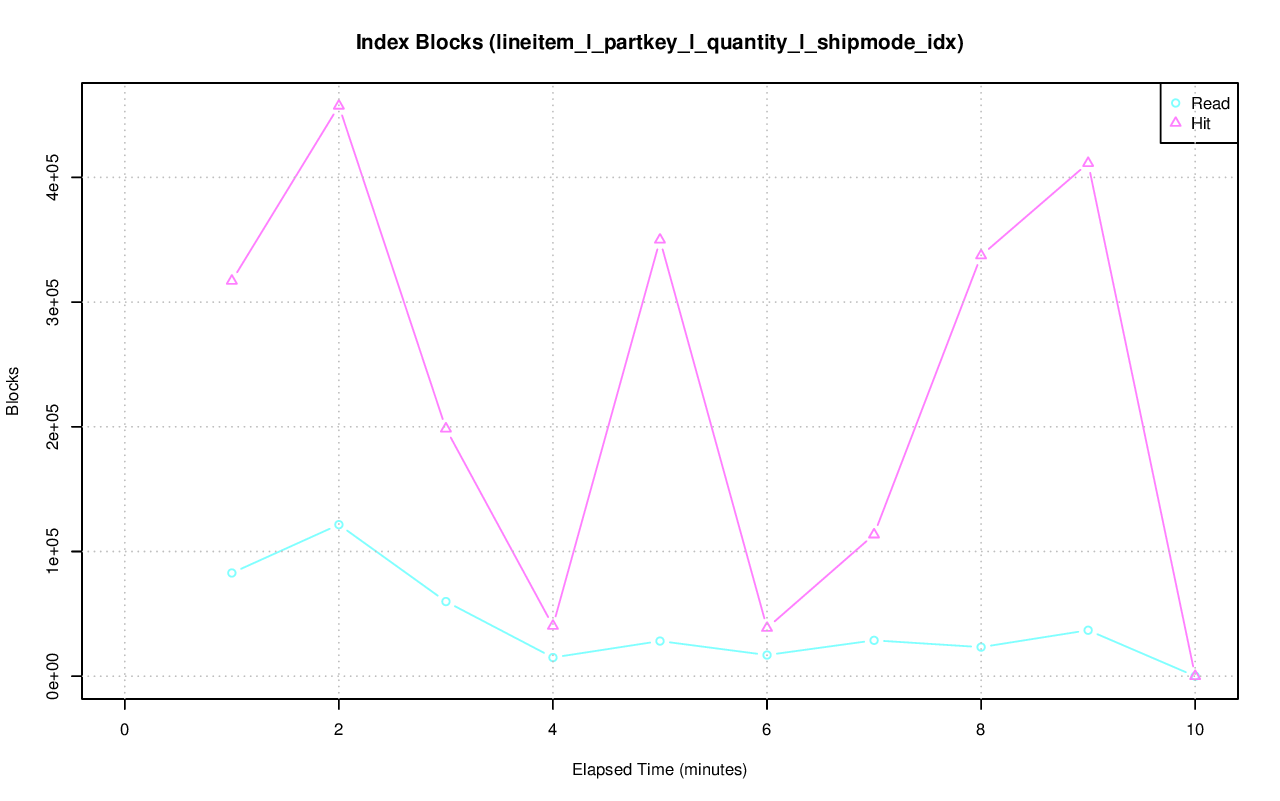 Index Blocks (lineitem_l_partkey_l_quantity_l_shipmode_idx)
Read
Hit
Blocks
4e+05
3e+05
2e+05
1e+05
0e+00
0 2 4 6 8 10
Elapsed Time (minutes)